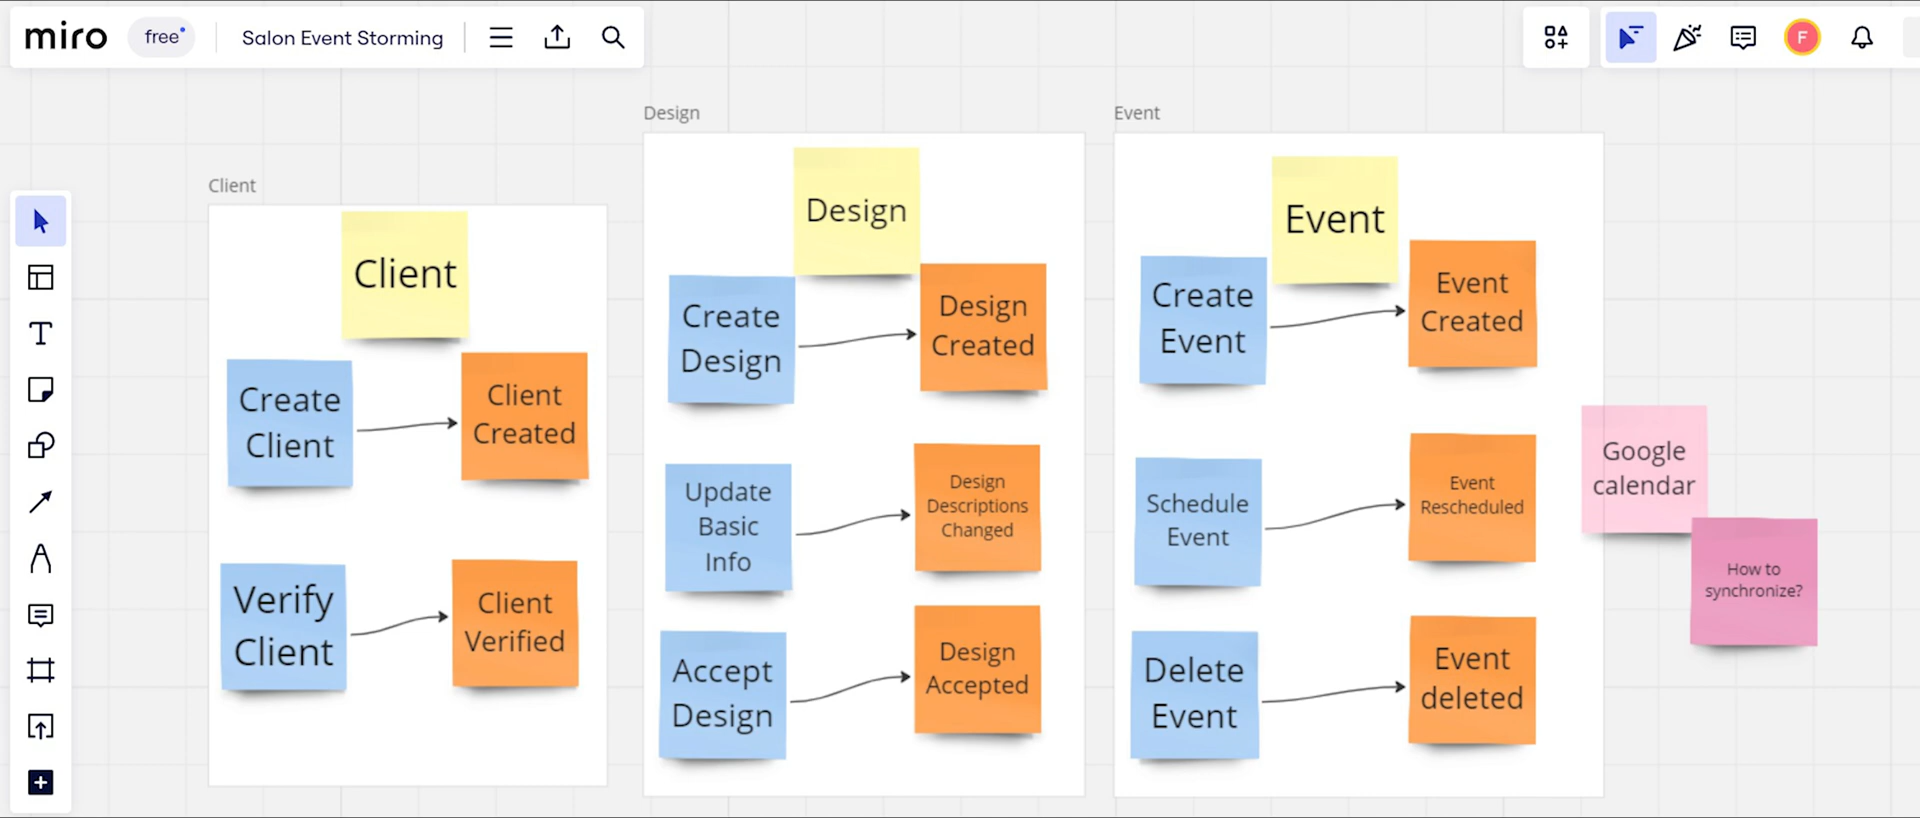 miro
free
Salon Event Storming
F
Client
Client
Create
Client
Client
Created
Verify
Client
Client
Verified
Design
Design
Create
Design
Design
Created
Update
Basic
Info
Design
Descriptions
Changed
Accept
Design
Design
Accepted
Event
Event
Create
Event
Event
Created
Schedule
Event
Event
Rescheduled
Delete
Event
Event
deleted
Google
calendar
How to
synchronize?